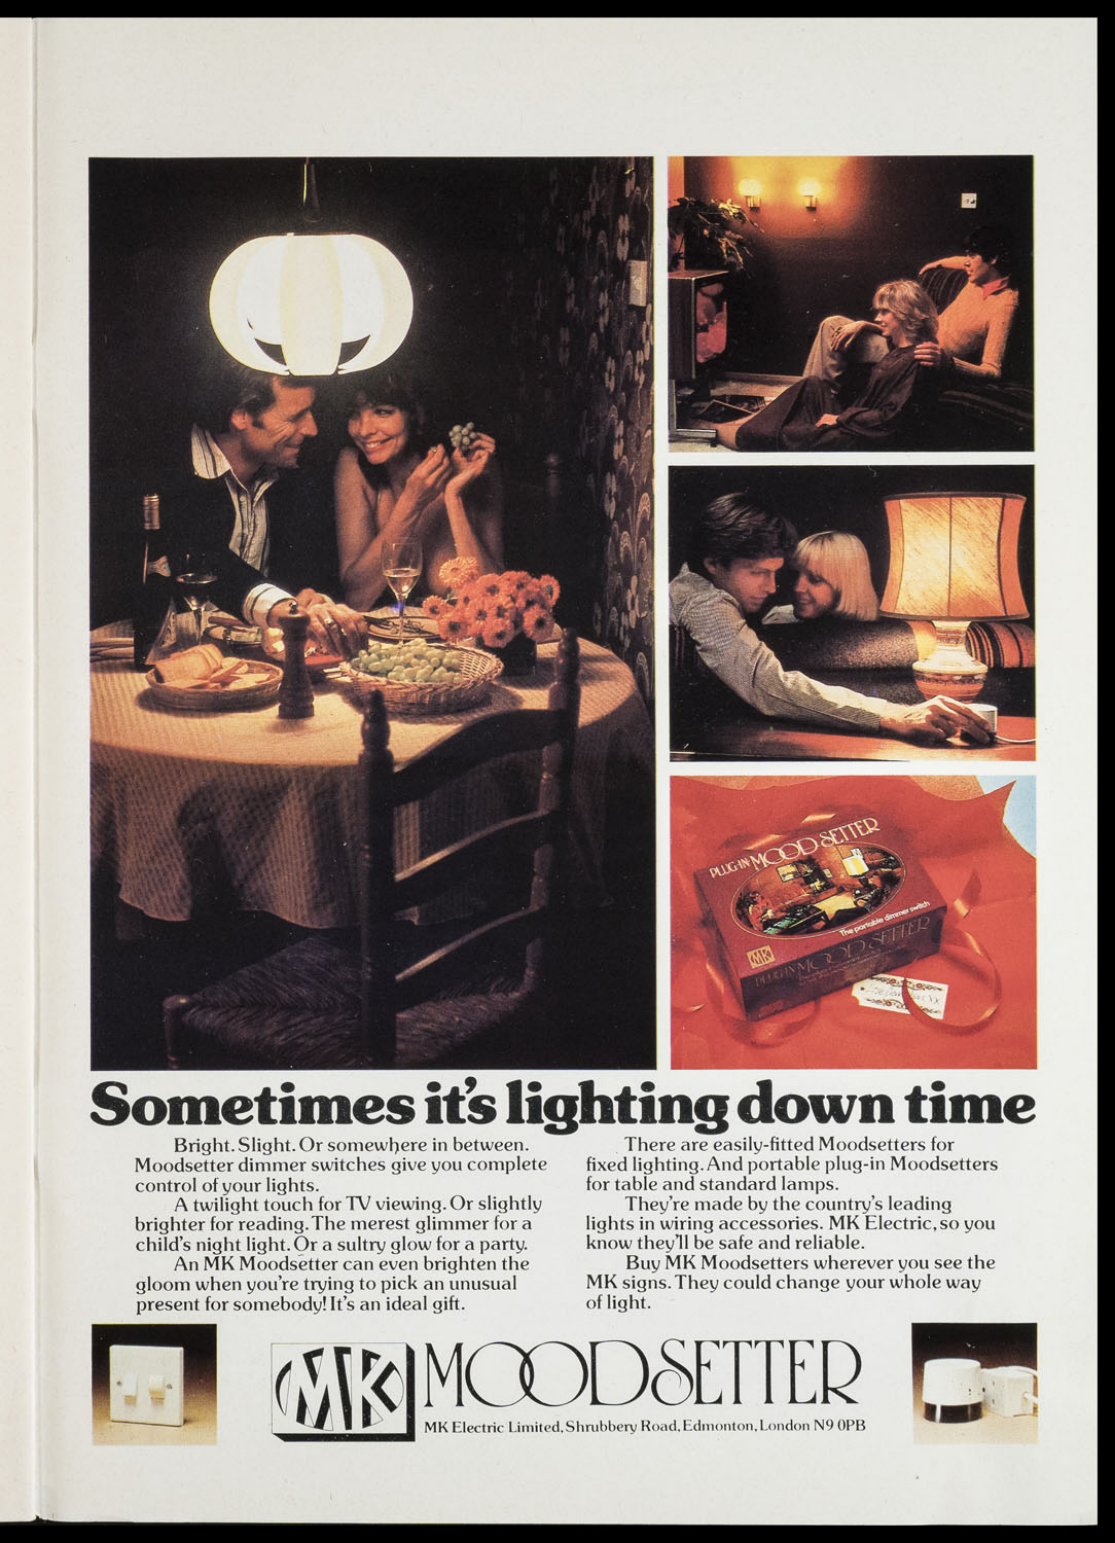 PLUG-IN MOOD SETTER
The portable dimmer switch
MK
PLUG-IN MOOD SETTER
Sometimes it's lighting down time
Bright. Slight. Or somewhere in between.
Moodsetter dimmer switches give you complete
control of your lights.
A twilight touch for TV viewing. Or slightly
brighter for reading. The merest glimmer for a
child's night light. Or a sultry glow for a party.
An MK Moodsetter can even brighten the
gloom when you're trying to pick an unusual
present for somebody! It's an ideal gift.
There are easily-fitted Moodsetters for
fixed lighting. And portable plug-in Moodsetters
for table and standard lamps.
They're made by the country's leading
lights in wiring accessories. MK Electric, so you
know they'll be safe and reliable.
Buy MK Moodsetters wherever you see the
MK signs. They could change your whole way
of light.
MK MOODSETTER
MK Electric Limited, Shrubbery Road, Edmonton, London N9 0PB